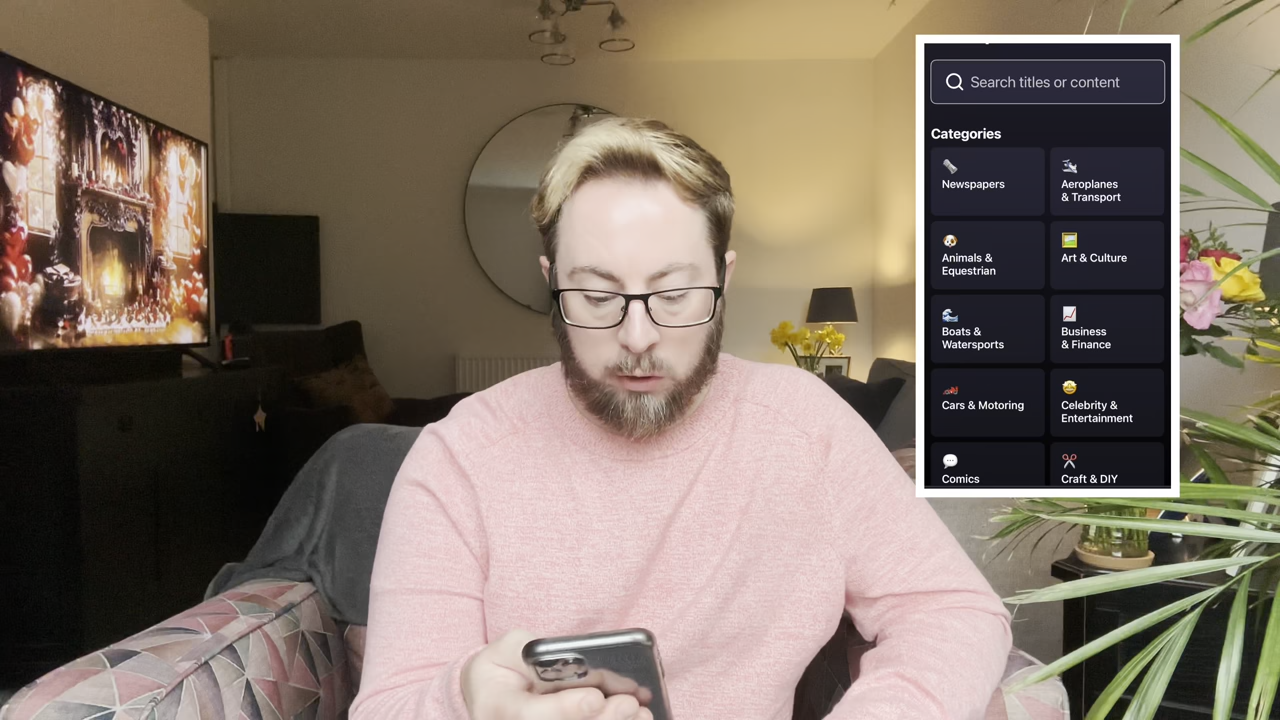 Search titles or content
Categories
Newspapers
Aeroplanes
& Transport
Animals &
Equestrian
Art & Culture
Boats &
Watersports
Business
& Finance
Cars & Motoring
Celebrity &
Entertainment
Comics
Craft & DIY